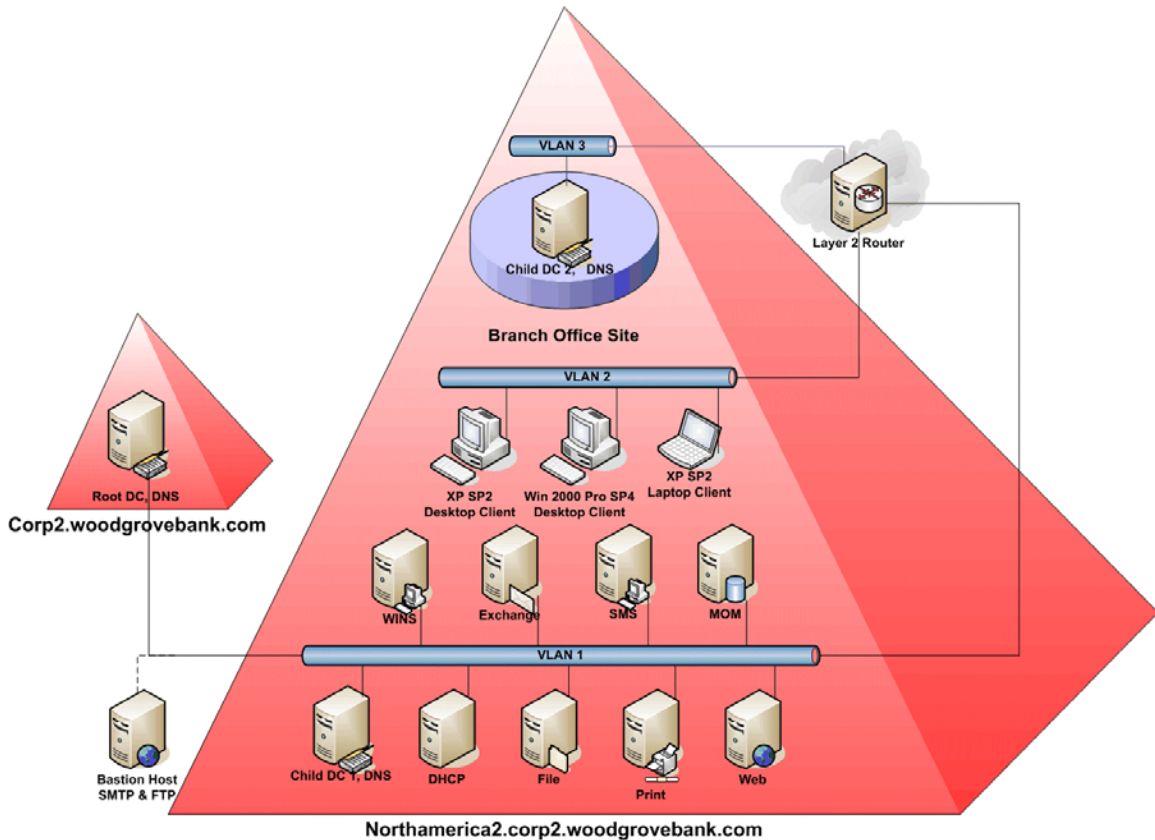 VLAN 3
Layer 2 Router
Child DC 2, DNS
Branch Office Site
VLAN 2
XP SP2
Desktop Client
Win 2000 Pro SP4
Desktop Client
XP SP2
Laptop Client
Root DC, DNS
Corp2.woodgrovebank.com
WINS
Exchange
SMS
MOM
VLAN 1
Bastion Host
SMTP & FTP
Child DC 1, DNS
DHCP
File
Print
Web
Northamerica2.corp2.woodgrovebank.com